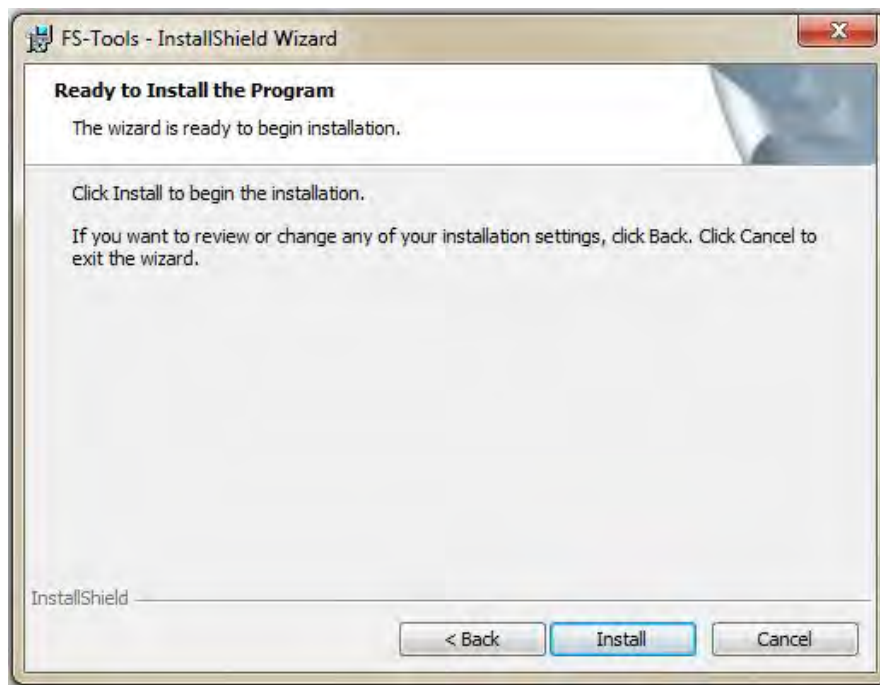 FS-Tools - InstallShield Wizard
Ready to Install the Program
The wizard is ready to begin installation.
Click Install to begin the installation.
If you want to review or change any of your installation settings, click Back. Click Cancel to
exit the wizard.
InstallShield
< Back
Install
Cancel